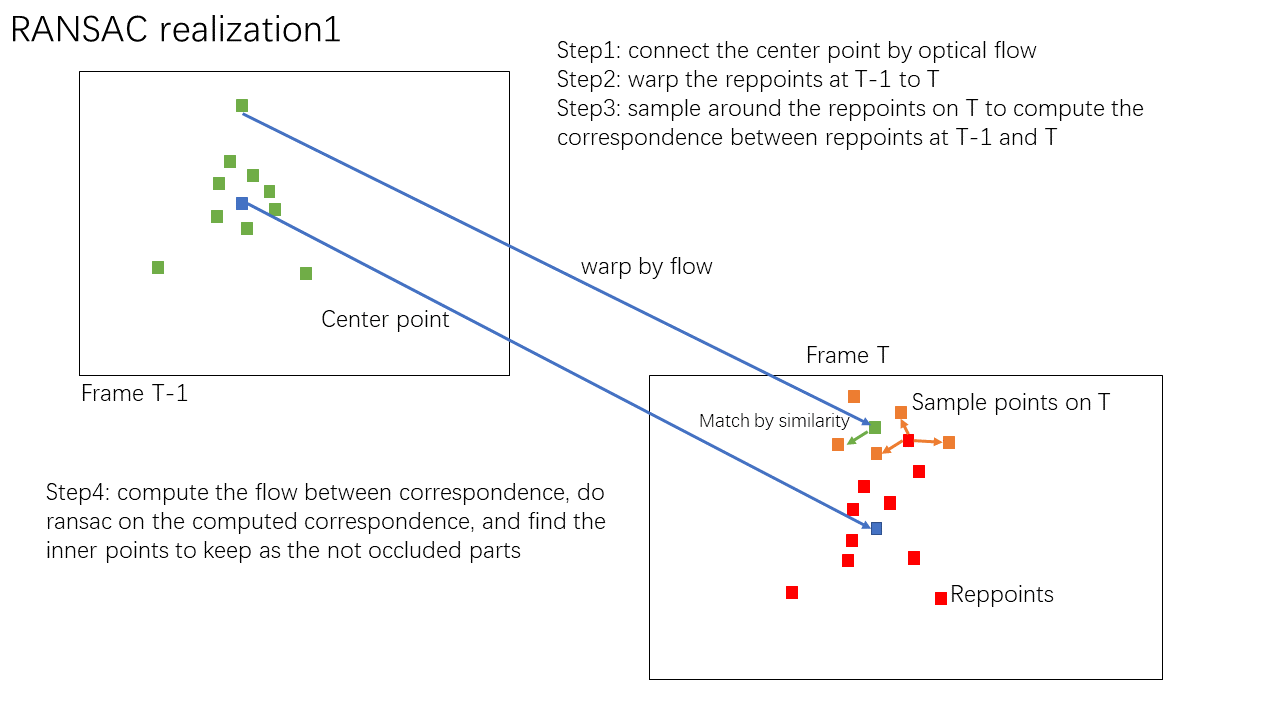 RANSAC realization1
Step1: connect the center point by optical flow
Step2: warp the reppoints at T-1 to T
Step3: sample around the reppoints on T to compute the
correspondence between reppoints at T-1 and T
warp by flow
Center point
Frame T-1
Frame T
Sample points on T
Match by similarity
Step4: compute the flow between correspondence, do
ransac on the computed correspondence, and find the
inner points to keep as the not occluded parts
Reppoints